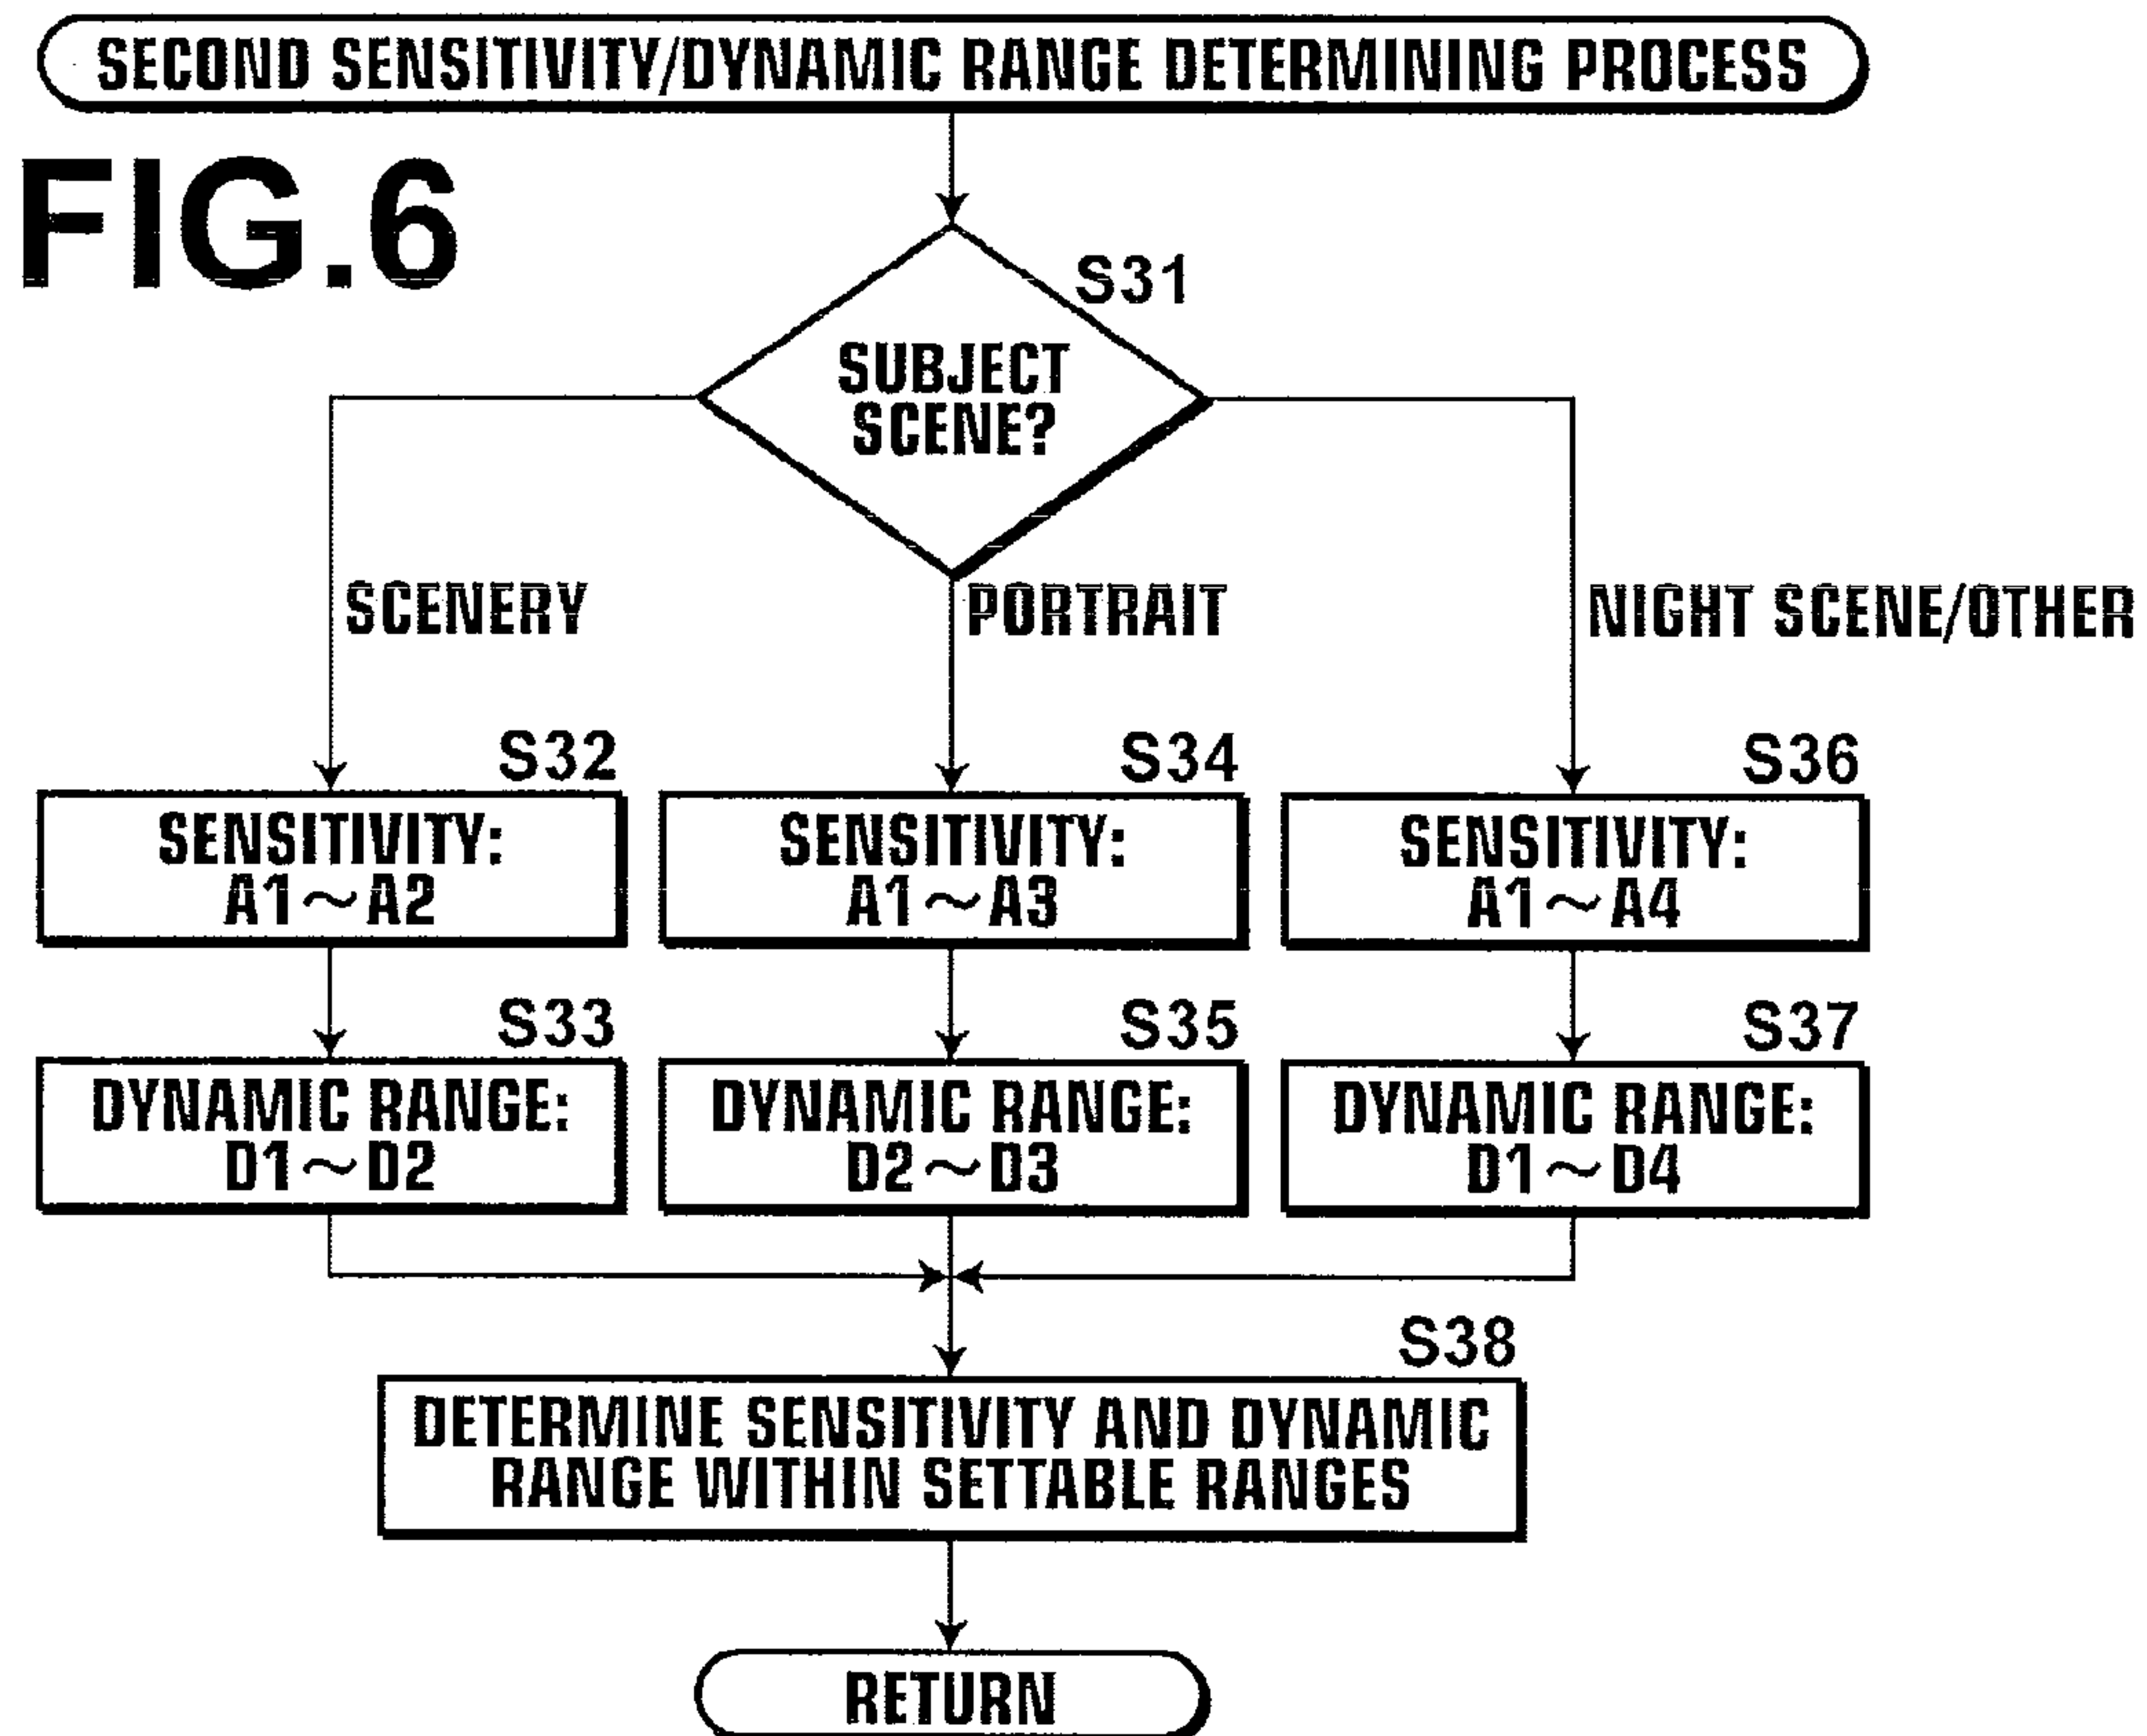 SECOND SENSITIVITY/DYNAMIC RANGE DETERMINING PROCESS
FIG.6
S31
SUBJECT
SCENE?
SCENERY
PORTRAIT
NIGHT SCENE/OTHER
S32
SENSITIVITY:
A1~A2
S34
SENSITIVITY:
A1~A3
S36
SENSITIVITY:
A1~A4
S33
DYNAMIC RANGE:
D1~D2
S35
DYNAMIC RANGE:
D2~D3
S37
DYNAMIC RANGE:
D1~D4
S38
DETERMINE SENSITIVITY AND DYNAMIC
RANGE WITHIN SETTABLE RANGES
RETURN